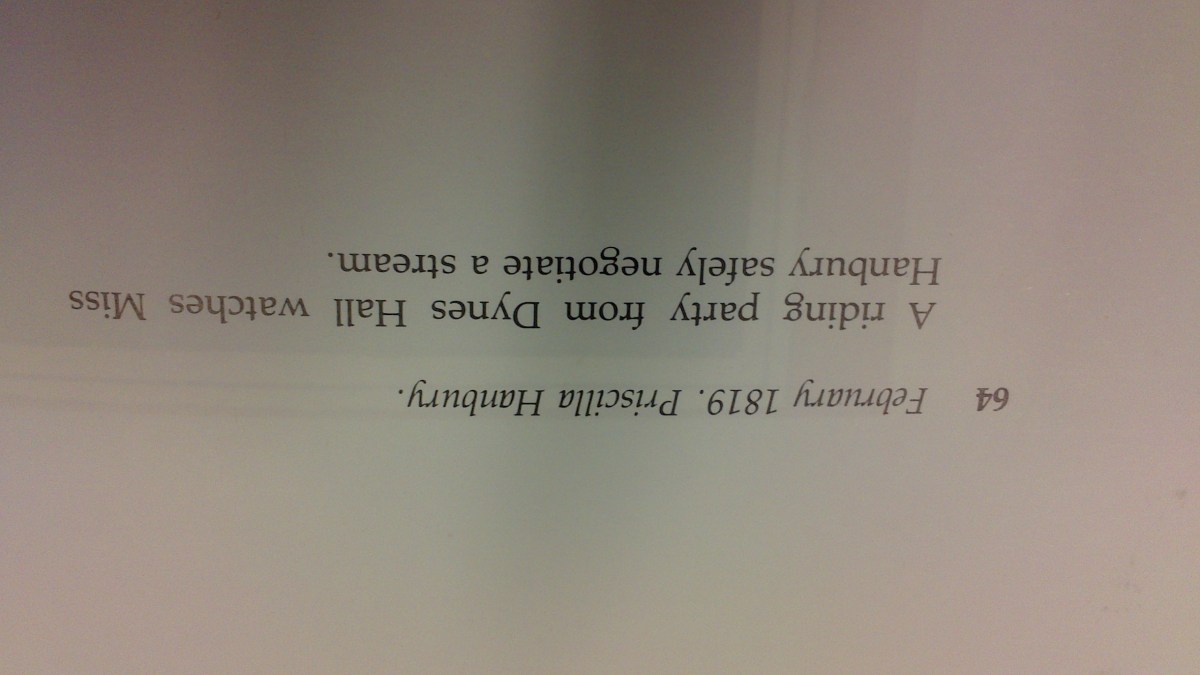 64 February 1819. Priscilla Hanbury.
A riding party from Dynes Hall watches Miss
Hanbury safely negotiate a stream.